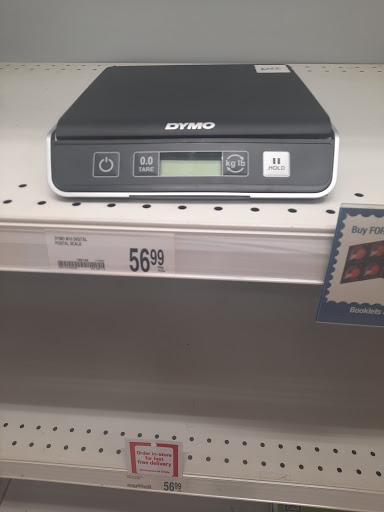 DYMO
0.0
TARE
kg lb
HOLD
DYMO M10 DIGITAL
POSTAL SCALE
56 99
Buy FOR
Booklets
Order in-store
for fast
free delivery
56 99